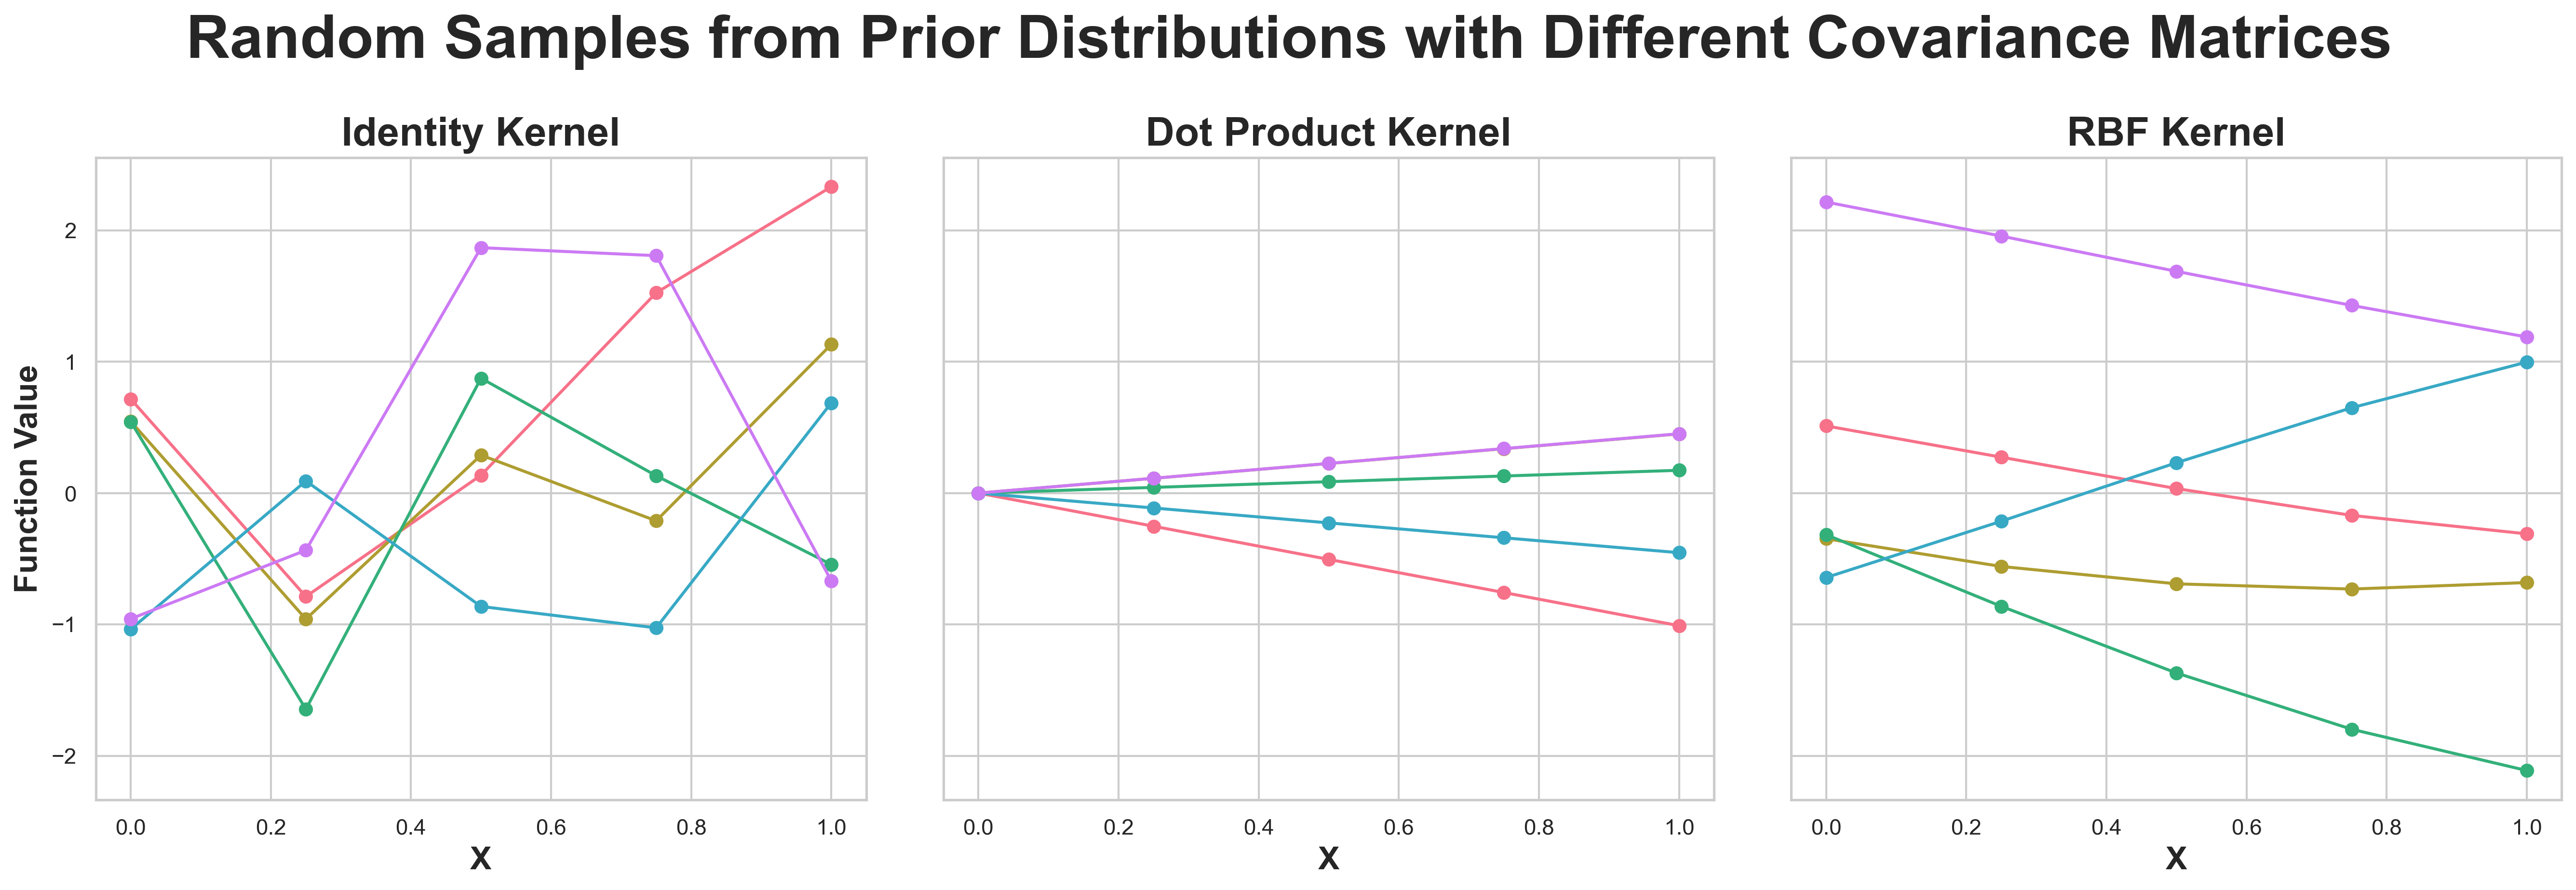 Random Samples from Prior Distributions with Different Covariance Matrices
Identity Kernel
Dot Product Kernel
RBF Kernel
Function Value
2
1
0
−1
−2
0.0 0.2 0.4 0.6 0.8 1.0
0.0 0.2 0.4 0.6 0.8 1.0
0.0 0.2 0.4 0.6 0.8 1.0
X
X
X